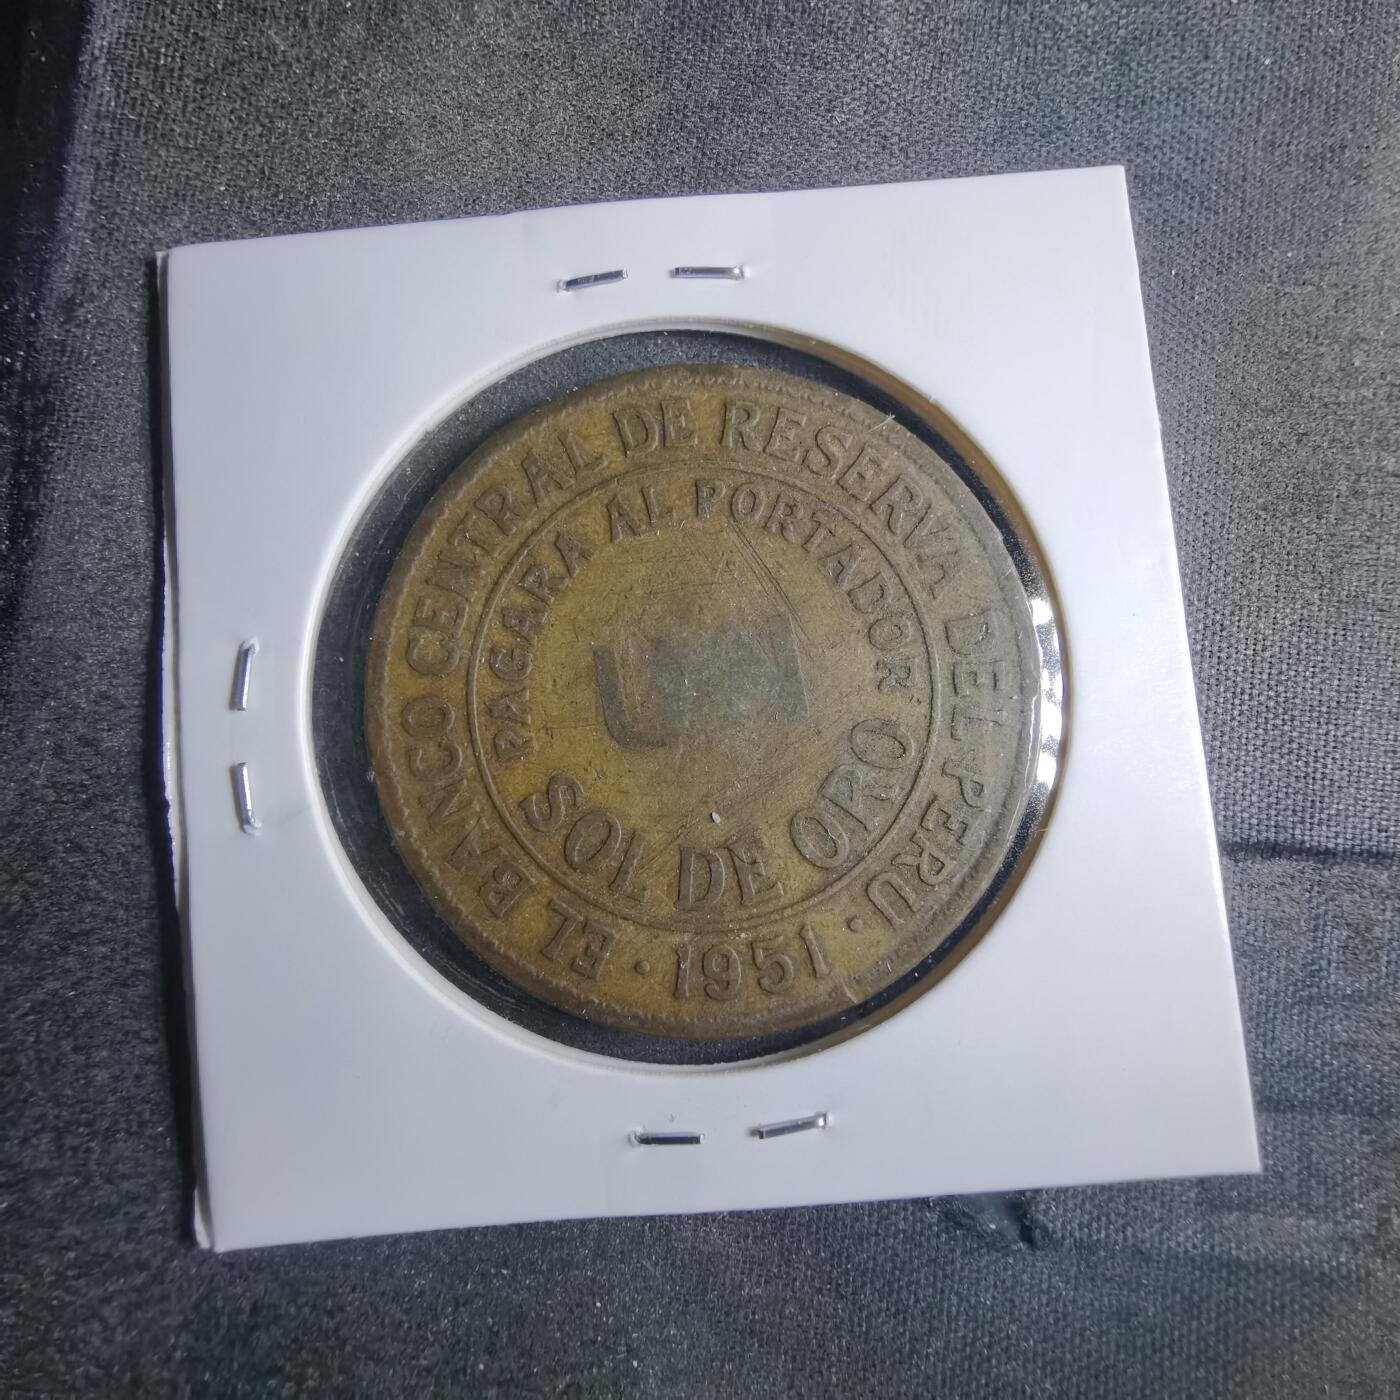 EL BANCO CENTRAL DE RESERVA DEL PERU
PAGARA AL PORTADOR
SOL DE ORO
· 1951 ·